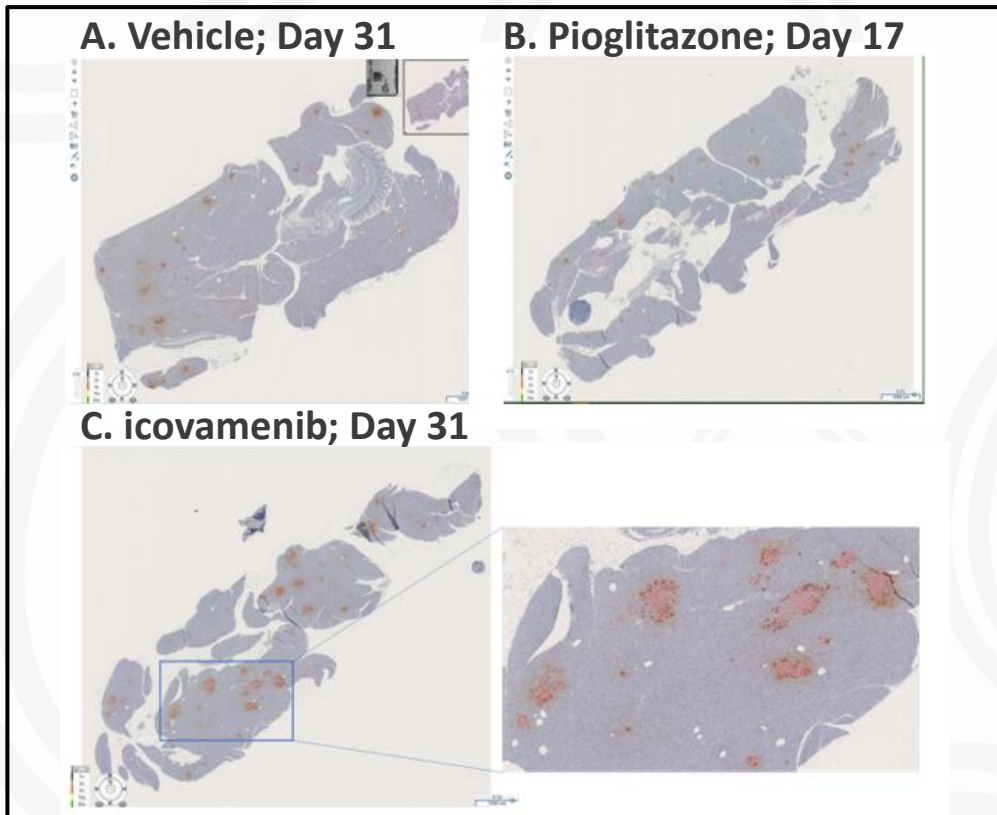 A. Vehicle; Day 31
B. Pioglitazone; Day 17
C. icovamenib; Day 31